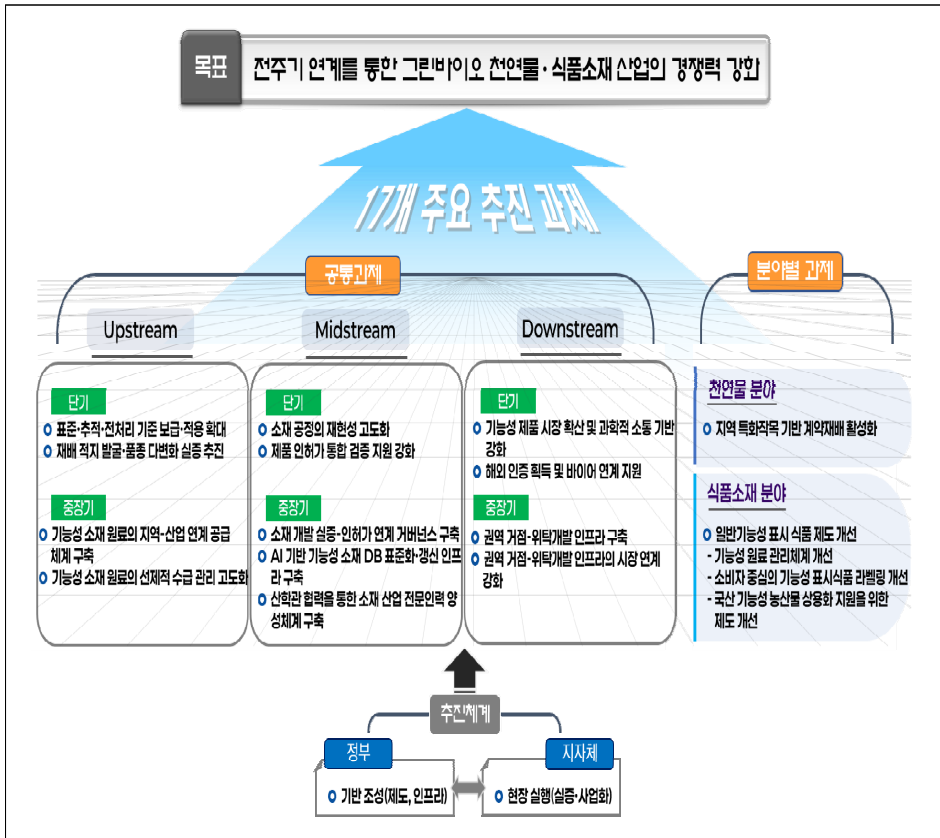 목표
전주기 연계를 통한 그린바이오 천연물·식품소재 산업의 경쟁력 강화
17개 주요 추진 과제
공통과제
분야별 과제
Upstream
단기
표준·추적·전처리 기준 보급·적용 확대
재배 적지 발굴·품종 다변화 실증 추진
중장기
기능성 소재 원료의 지역-산업 연계 공급
체계 구축
기능성 소재 원료의 선제적 수급 관리 고도화
Midstream
단기
소재 공정의 재현성 고도화
제품 인허가 통합 검증 지원 강화
중장기
소재 개발 실증-인허가 연계 거버넌스 구축
AI 기반 기능성 소재 DB 표준화·갱신 인프
라 구축
산학관 협력을 통한 소재 산업 전문인력 양
성체계 구축
Downstream
단기
기능성 제품 시장 확산 및 과학적 소통 기반
강화
해외 인증 획득 및 바이어 연계 지원
중장기
권역 거점-위탁개발 인프라 구축
권역 거점-위탁개발 인프라의 시장 연계
강화
천연물 분야
지역 특화작목 기반 계약재배 활성화
식품소재 분야
일반기능성 표시 식품 제도 개선
- 기능성 원료 관리체계 개선
- 소비자 중심의 기능성 표시식품 라벨링 개선
- 국산 기능성 농산물 상용화 지원을 위한
제도 개선
추진체계
정부
기반 조성(제도, 인프라)
지자체
현장 실행(실증·사업화)